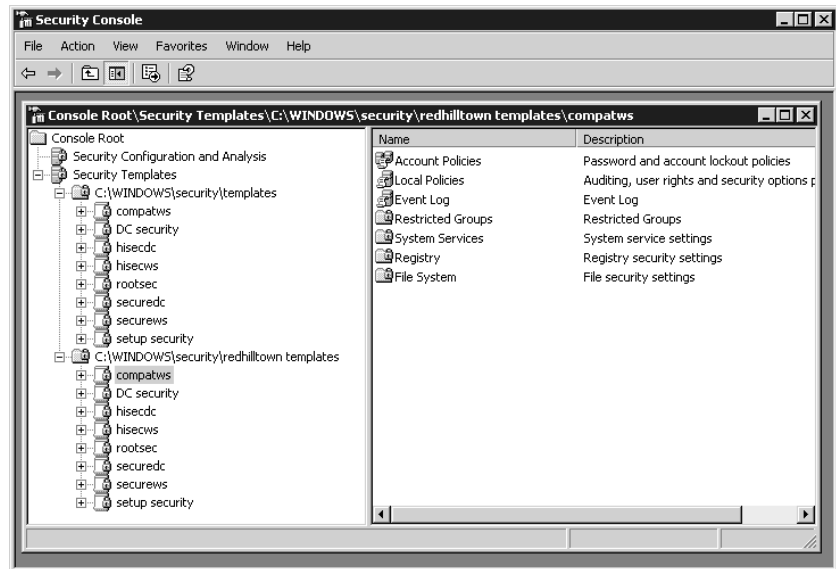 Security Console
File Action View Favorites Window Help
Console Root\Security Templates\C:\WINDOWS\security\redhilltown templates\compatws
Console Root
Security Configuration and Analysis
Security Templates
C:\WINDOWS\security\templates
compatws
DC security
hisecdc
hisecws
rootsec
securedc
securews
setup security
C:\WINDOWS\security\redhilltown templates
compatws
DC security
hisecdc
hisecws
rootsec
securedc
securews
setup security
Name Description
Account Policies Password and account lockout policies
Local Policies Auditing, user rights and security options p
Event Log Event Log
Restricted Groups Restricted Groups
System Services System service settings
Registry Registry security settings
File System File security settings